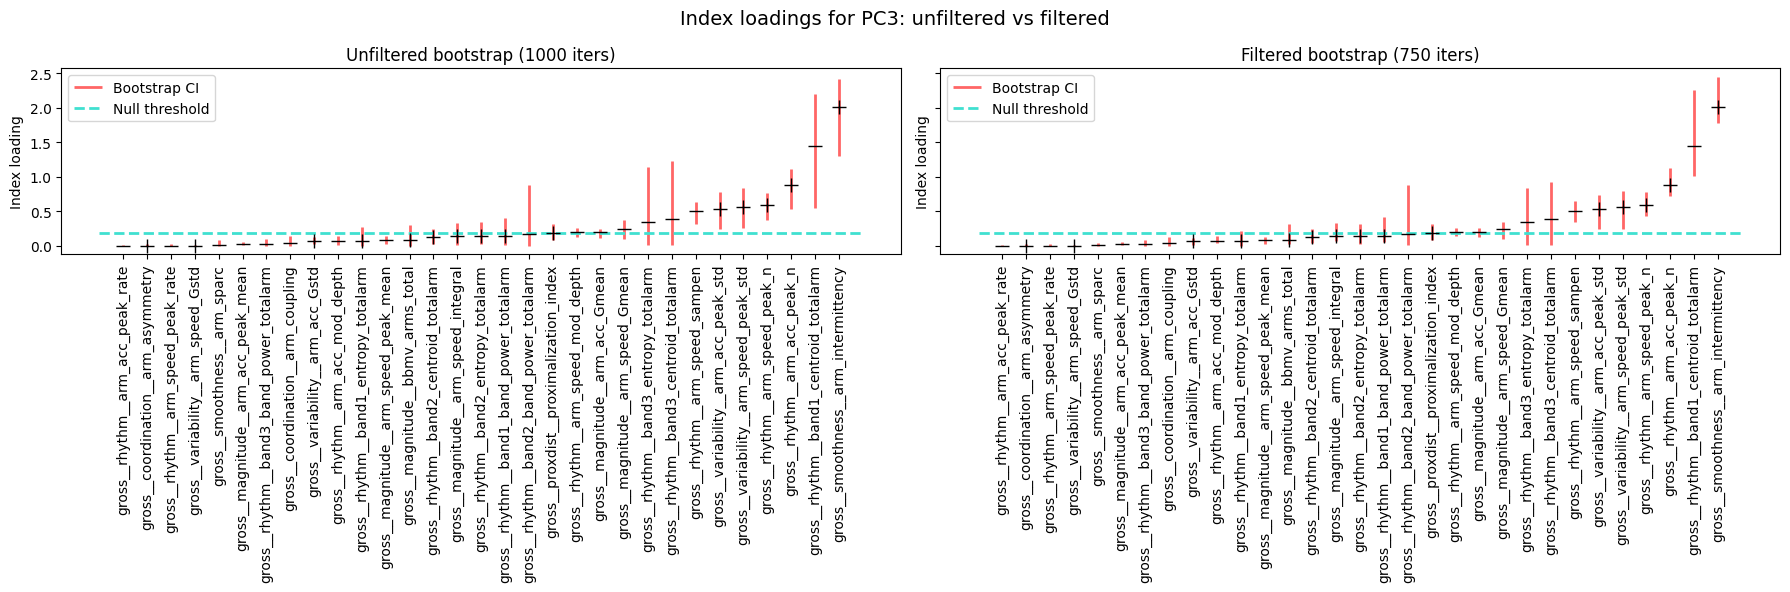 Index loadings for PC3: unfiltered vs filtered
Unfiltered bootstrap (1000 iters)
Index loading
2.5
2.0
1.5
1.0
0.5
0.0
Bootstrap CI
Null threshold
gross__rhythm__arm_acc_peak_rate
gross__coordination__arm_asymmetry
gross__rhythm__arm_speed_peak_rate
gross__variability__arm_speed_Gstd
gross__smoothness__arm_sparc
gross__magnitude__arm_acc_peak_mean
gross__rhythm__band3_band_power_totalarm
gross__coordination__arm_coupling
gross__variability__arm_acc_Gstd
gross__rhythm__arm_acc_mod_depth
gross__rhythm__band1_entropy_totalarm
gross__magnitude__arm_speed_peak_mean
gross__magnitude__bbmv_arms_total
gross__rhythm__band2_centroid_totalarm
gross__magnitude__arm_speed_integral
gross__rhythm__band2_entropy_totalarm
gross__rhythm__band1_band_power_totalarm
gross__rhythm__band2_band_power_totalarm
gross__proxdist__proximalization_index
gross__rhythm__arm_speed_mod_depth
gross__magnitude__arm_acc_Gmean
gross__magnitude__arm_speed_Gmean
gross__rhythm__band3_entropy_totalarm
gross__rhythm__band3_centroid_totalarm
gross__rhythm__arm_speed_sampen
gross__variability__arm_acc_peak_std
gross__variability__arm_speed_peak_std
gross__rhythm__arm_speed_peak_n
gross__rhythm__arm_acc_peak_n
gross__rhythm__band1_centroid_totalarm
gross__smoothness__arm_intermittency
Filtered bootstrap (750 iters)
Index loading
Bootstrap CI
Null threshold
gross__rhythm__arm_acc_peak_rate
gross__coordination__arm_asymmetry
gross__rhythm__arm_speed_peak_rate
gross__variability__arm_speed_Gstd
gross__smoothness__arm_sparc
gross__magnitude__arm_acc_peak_mean
gross__rhythm__band3_band_power_totalarm
gross__coordination__arm_coupling
gross__variability__arm_acc_Gstd
gross__rhythm__arm_acc_mod_depth
gross__rhythm__band1_entropy_totalarm
gross__magnitude__arm_speed_peak_mean
gross__magnitude__bbmv_arms_total
gross__rhythm__band2_centroid_totalarm
gross__magnitude__arm_speed_integral
gross__rhythm__band2_entropy_totalarm
gross__rhythm__band1_band_power_totalarm
gross__rhythm__band2_band_power_totalarm
gross__proxdist__proximalization_index
gross__rhythm__arm_speed_mod_depth
gross__magnitude__arm_acc_Gmean
gross__magnitude__arm_speed_Gmean
gross__rhythm__band3_entropy_totalarm
gross__rhythm__band3_centroid_totalarm
gross__rhythm__arm_speed_sampen
gross__variability__arm_acc_peak_std
gross__variability__arm_speed_peak_std
gross__rhythm__arm_speed_peak_n
gross__rhythm__arm_acc_peak_n
gross__rhythm__band1_centroid_totalarm
gross__smoothness__arm_intermittency